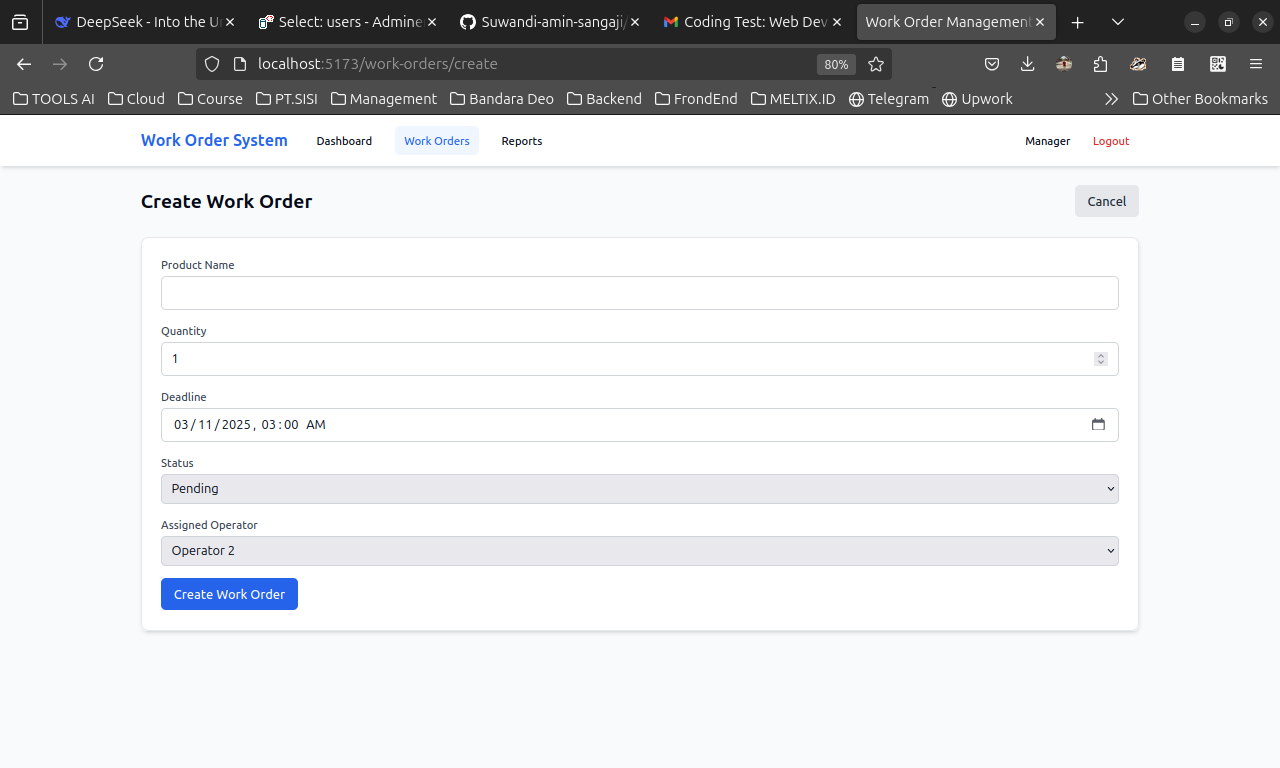 DeepSeek - Into the Un
Select: users - Adminer
Suwandi-amin-sangaji/
Coding Test: Web Dev
Work Order Management
localhost:5173/work-orders/create
80%
TOOLS AI Cloud Course PT.SISI Management Bandara Deo Backend FrondEnd MELTIX.ID Telegram Upwork Other Bookmarks
Work Order System Dashboard Work Orders Reports Manager Logout
Create Work Order Cancel
Product Name
Quantity
1
Deadline
03/11/2025, 03:00 AM
Status
Pending
Assigned Operator
Operator 2
Create Work Order